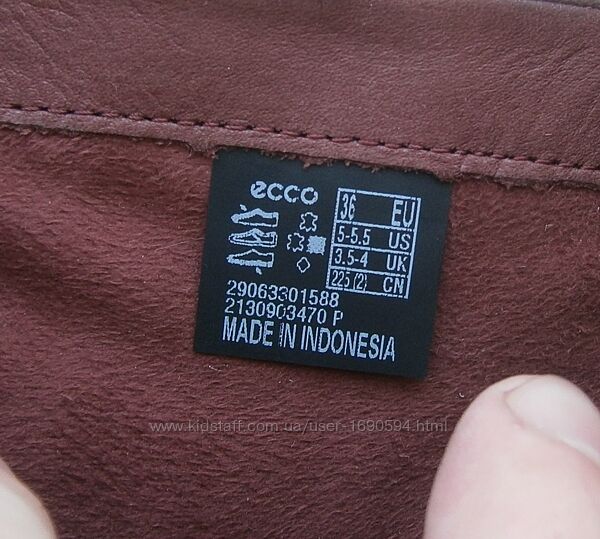 ecco
36 EU
5-5.5 US
3.5-4 UK
225 (2) CN
29063301588
2130903470 P
MADE IN INDONESIA
www.kidstaff.com.ua/user-1690594.html